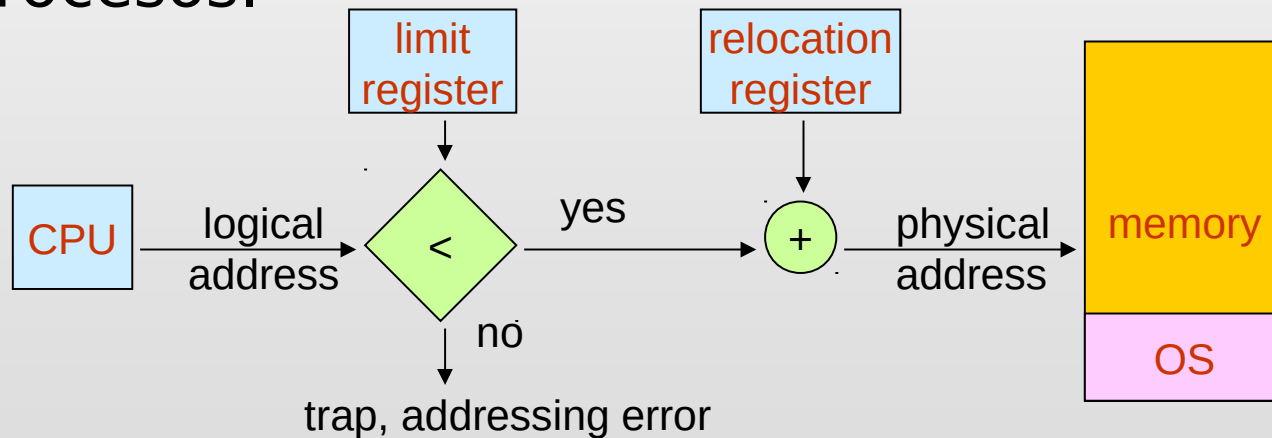 limit
register
relocation
register
CPU
logical
address
<
yes
no
trap, addressing error
+
physical
address
memory
OS